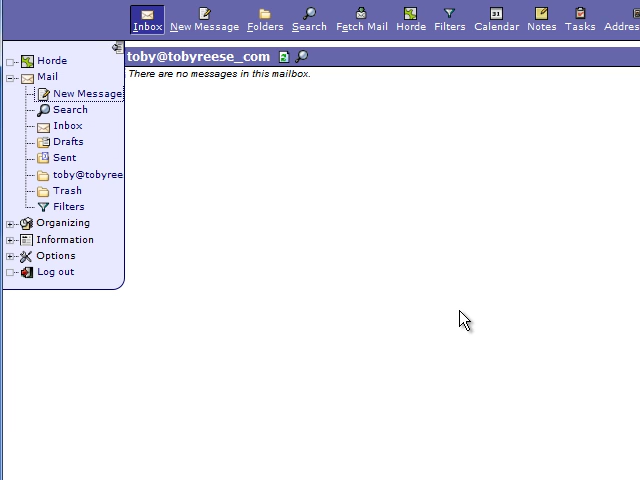 Inbox New Message Folders Search Fetch Mail Horde Filters Calendar Notes Tasks Addres
31
toby@tobyreese_com
There are no messages in this mailbox.
Horde
Mail
New Message
Search
Inbox
Drafts
Sent
toby@tobyree
Trash
Filters
Organizing
Information
Options
Log out